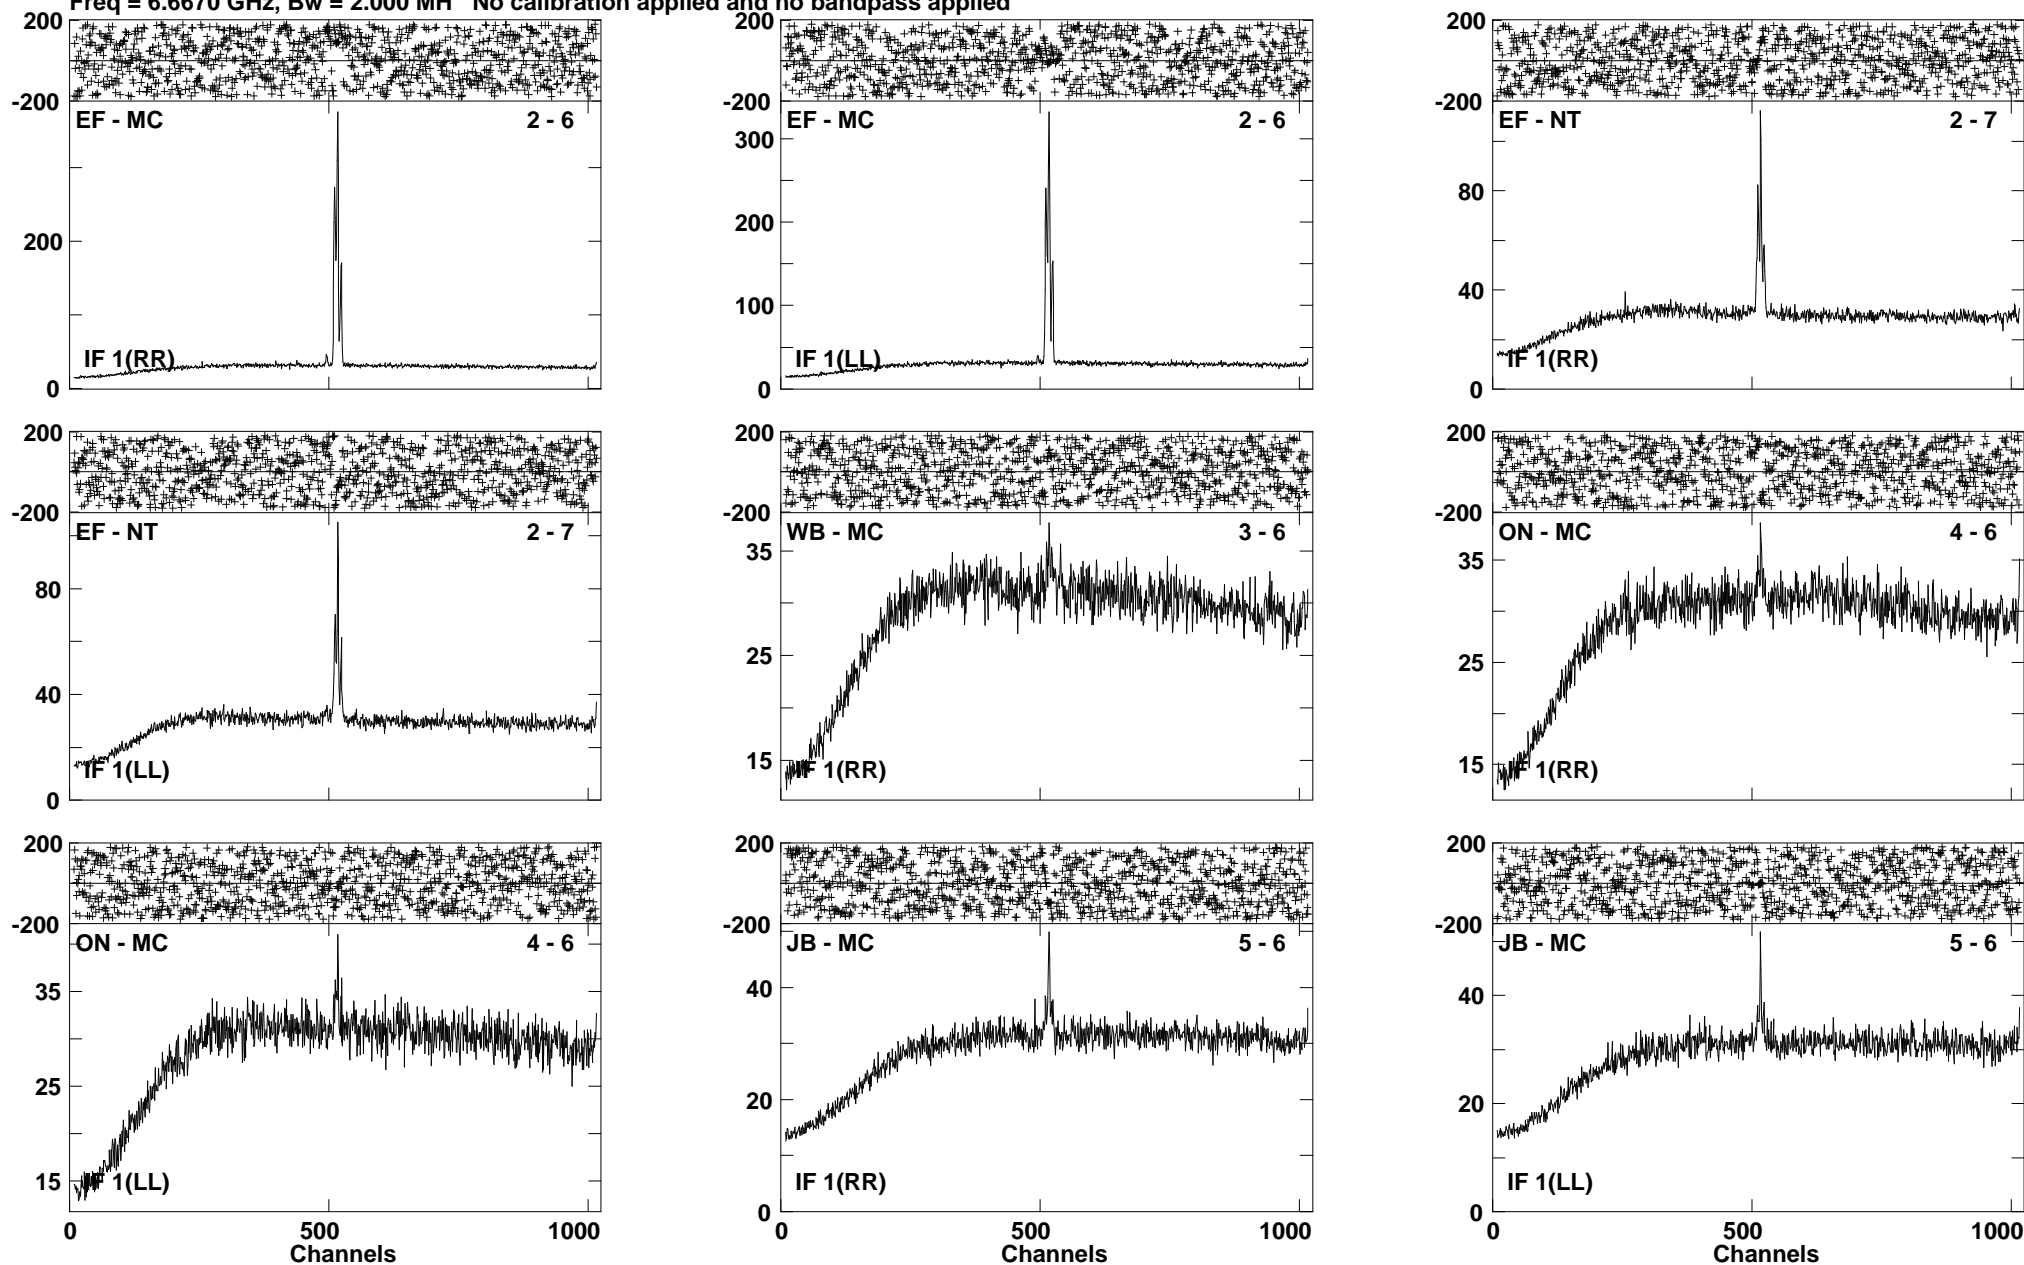 Freq = 6.6670 GHz, Bw = 2.000 MH No calibration applied and no bandpass applied
200
-200
EF - MC 2 - 6
200
0
IF 1(RR)
200
-200
EF - MC 2 - 6
300
200
100
0
IF 1(LL)
200
-200
EF - NT 2 - 7
80
40
0
IF 1(RR)
200
-200
EF - NT 2 - 7
80
40
0
IF 1(LL)
200
-200
WB - MC 3 - 6
35
25
15
IF 1(RR)
200
-200
ON - MC 4 - 6
35
25
15
IF 1(RR)
200
-200
ON - MC 4 - 6
35
25
15
IF 1(LL)
0 500 1000
Channels
200
-200
JB - MC 5 - 6
40
20
0
IF 1(RR)
0 500 1000
Channels
200
-200
JB - MC 5 - 6
40
20
0
IF 1(LL)
0 500 1000
Channels